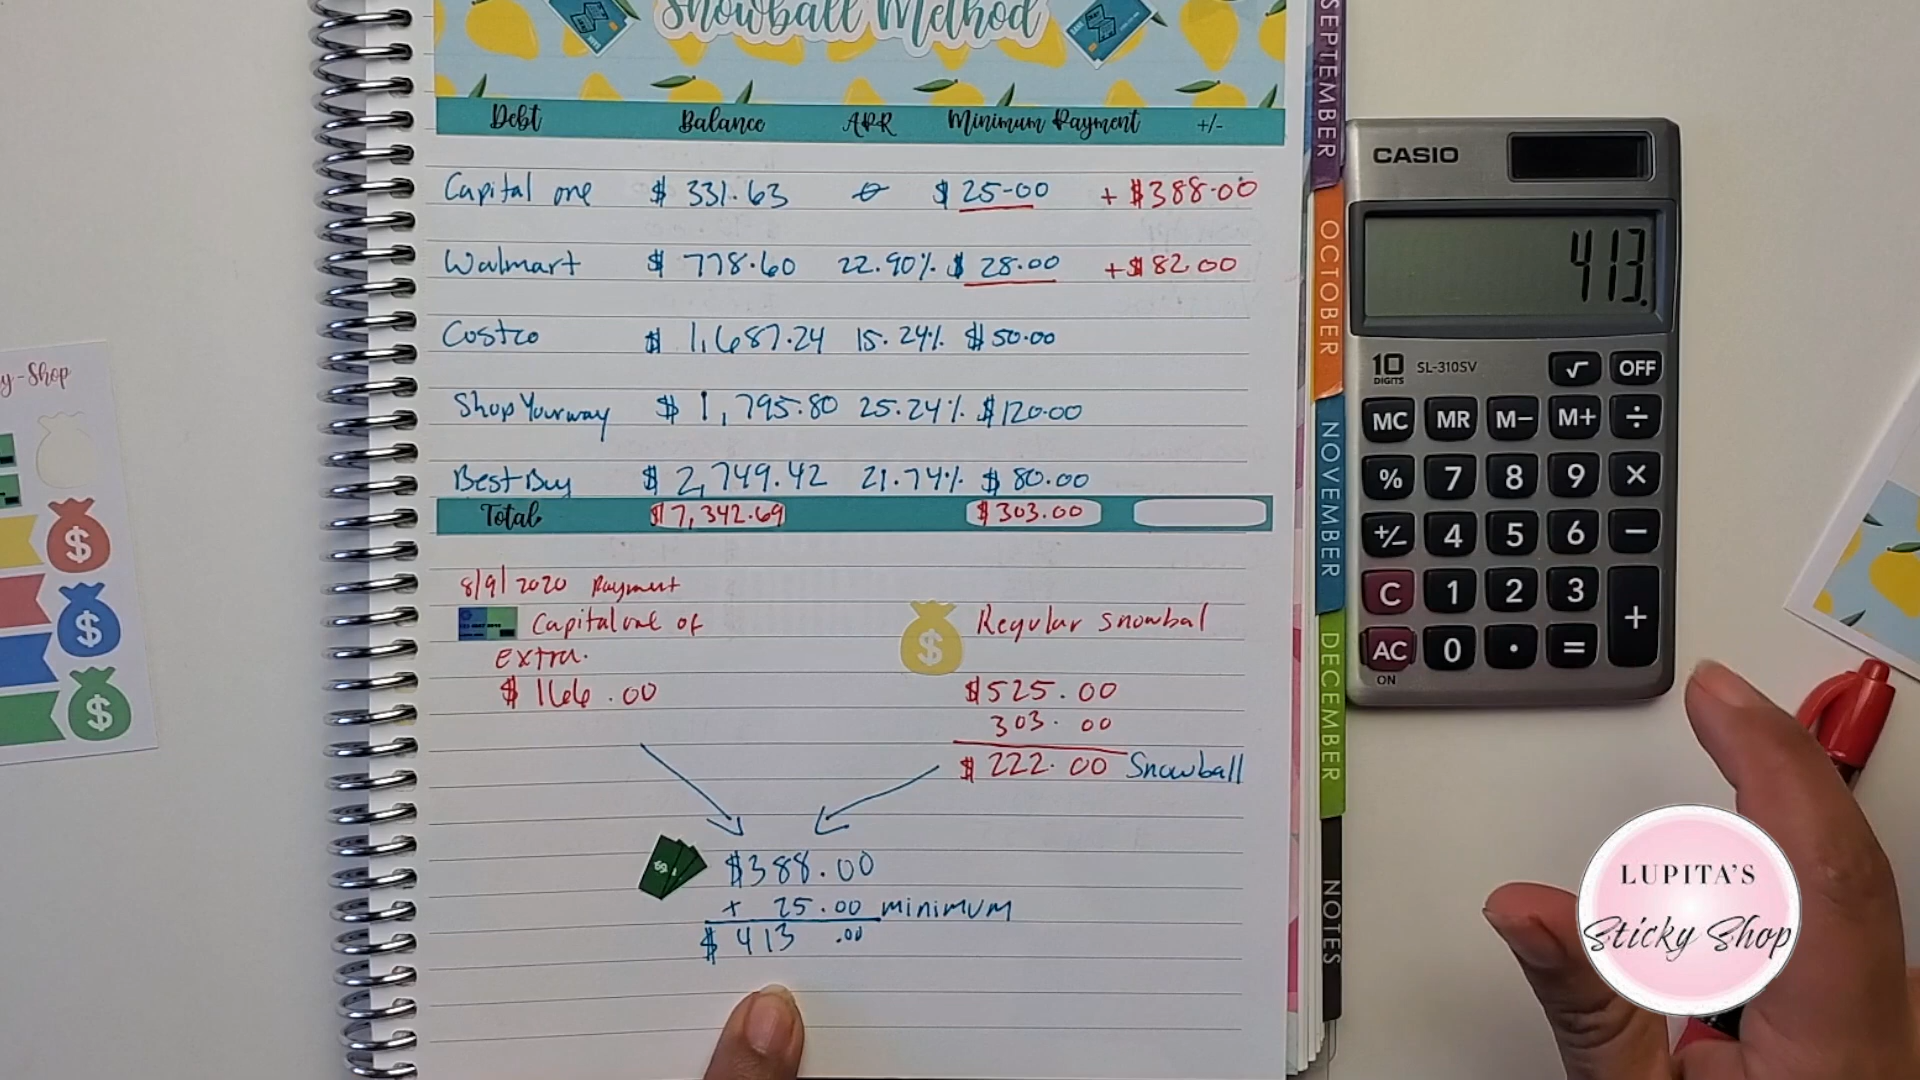 Snowball Method
Debt Balance APR Minimum Payment +/-
Capital one $ 331.63 $ 25.00 + $388.00
Walmart $ 778.60 22.90% $ 28.00 + $82.00
Costco $ 1,687.24 15.24% $50.00
Shop Yourway $ 1,795.80 25.24% $120.00
Best Buy $ 2,749.42 21.74% $ 80.00
Total $7,342.69 $303.00
8/9/2020 Payment
Capital one of
extra.
$ 166.00
Regular snowbal
$525.00
303.00
$ 222.00 Snowball
$388.00
+ 25.00 minimum
$ 413.00
y-Shop
SEPTEMBER
OCTOBER
NOVEMBER
DECEMBER
NOTES
CASIO
413.
10 DIGITS SL-310SV √ OFF
MC MR M- M+ ÷
% 7 8 9 ×
+/- 4 5 6 −
C 1 2 3 +
AC 0 · =
ON
LUPITA'S
Sticky Shop